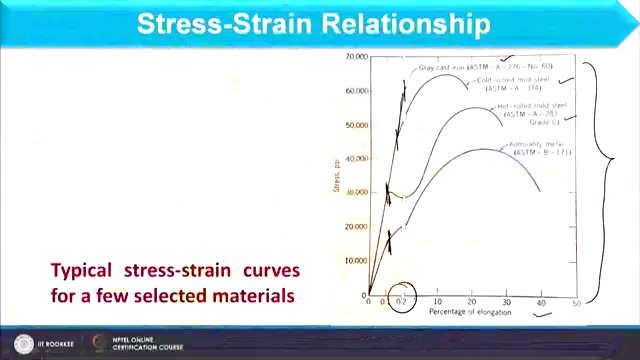 Stress-Strain Relationship
70,000
60,000
50,000
40,000
30,000
20,000
10,000
0
Stress, psi
Gray cast iron (ASTM-A-276-No. 60)
Cold-rolled mild steel
(ASTM-A-374)
Hot-rolled mild steel
(ASTM-A-283
Grade C)
Admiralty metal
(ASTM-B-171)
0
0.2
10
20
30
40
50
Percentage of elongation
Typical stress-strain curves
for a few selected materials
IIT ROORKEE
NPTEL ONLINE
CERTIFICATION COURSE